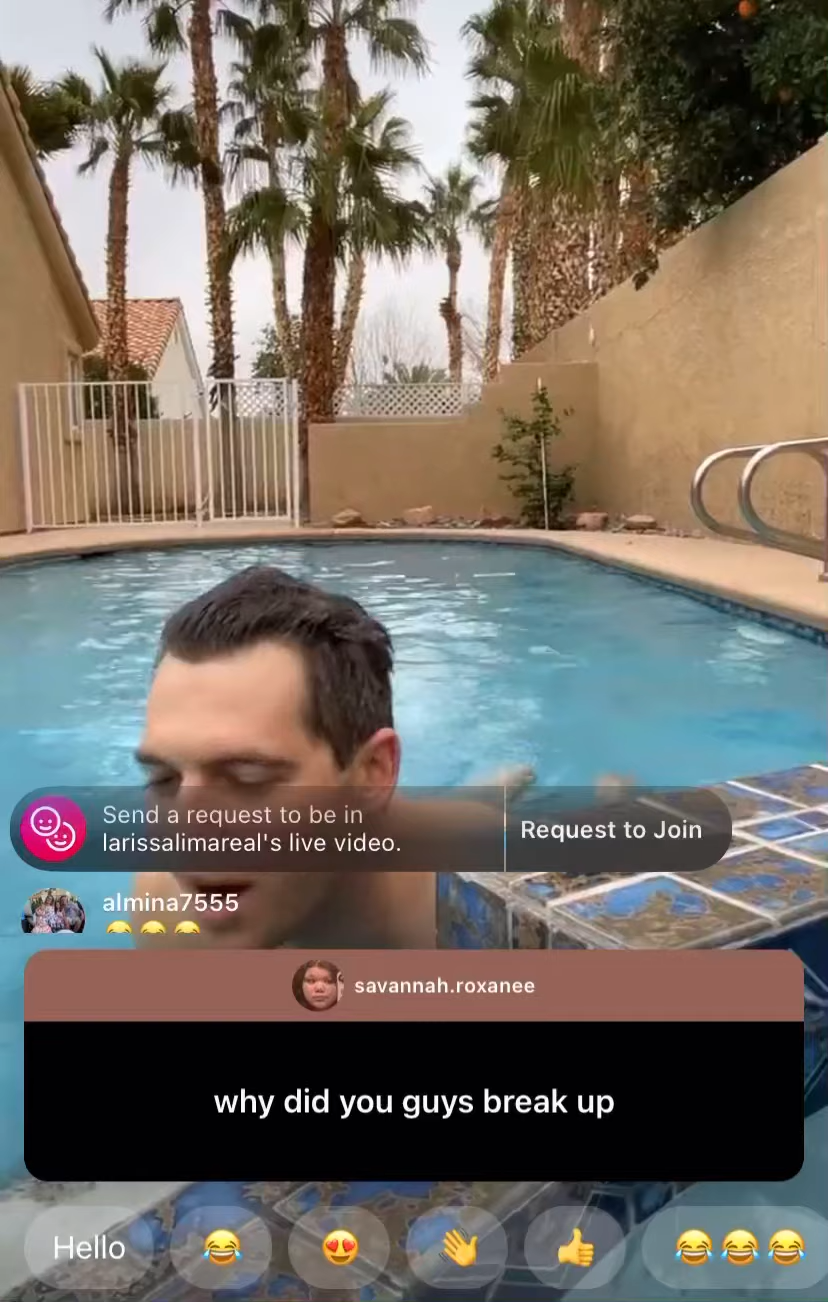 Send a request to be in
larissalimareal's live video.
Request to Join
almina7555
😂😂😂
savannah.roxanee
why did you guys break up
Hello 😂 😍 👋 👍 😂😂😂